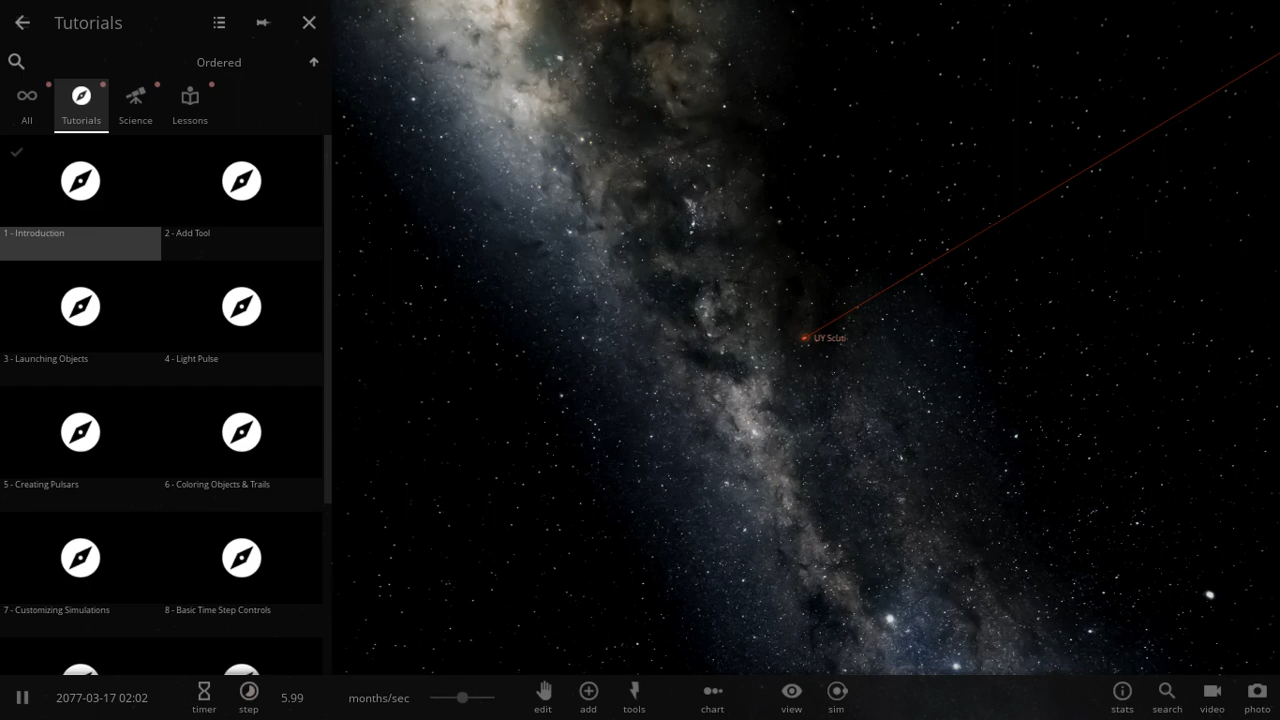 Tutorials
Ordered
All
Tutorials
Science
Lessons
1 - Introduction
2 - Add Tool
3 - Launching Objects
4 - Light Pulse
5 - Creating Pulsars
6 - Coloring Objects & Trails
7 - Customizing Simulations
8 - Basic Time Step Controls
UY Scuti
2077-03-17 02:02
timer
step
5.99
months/sec
edit
add
tools
chart
view
sim
stats
search
video
photo